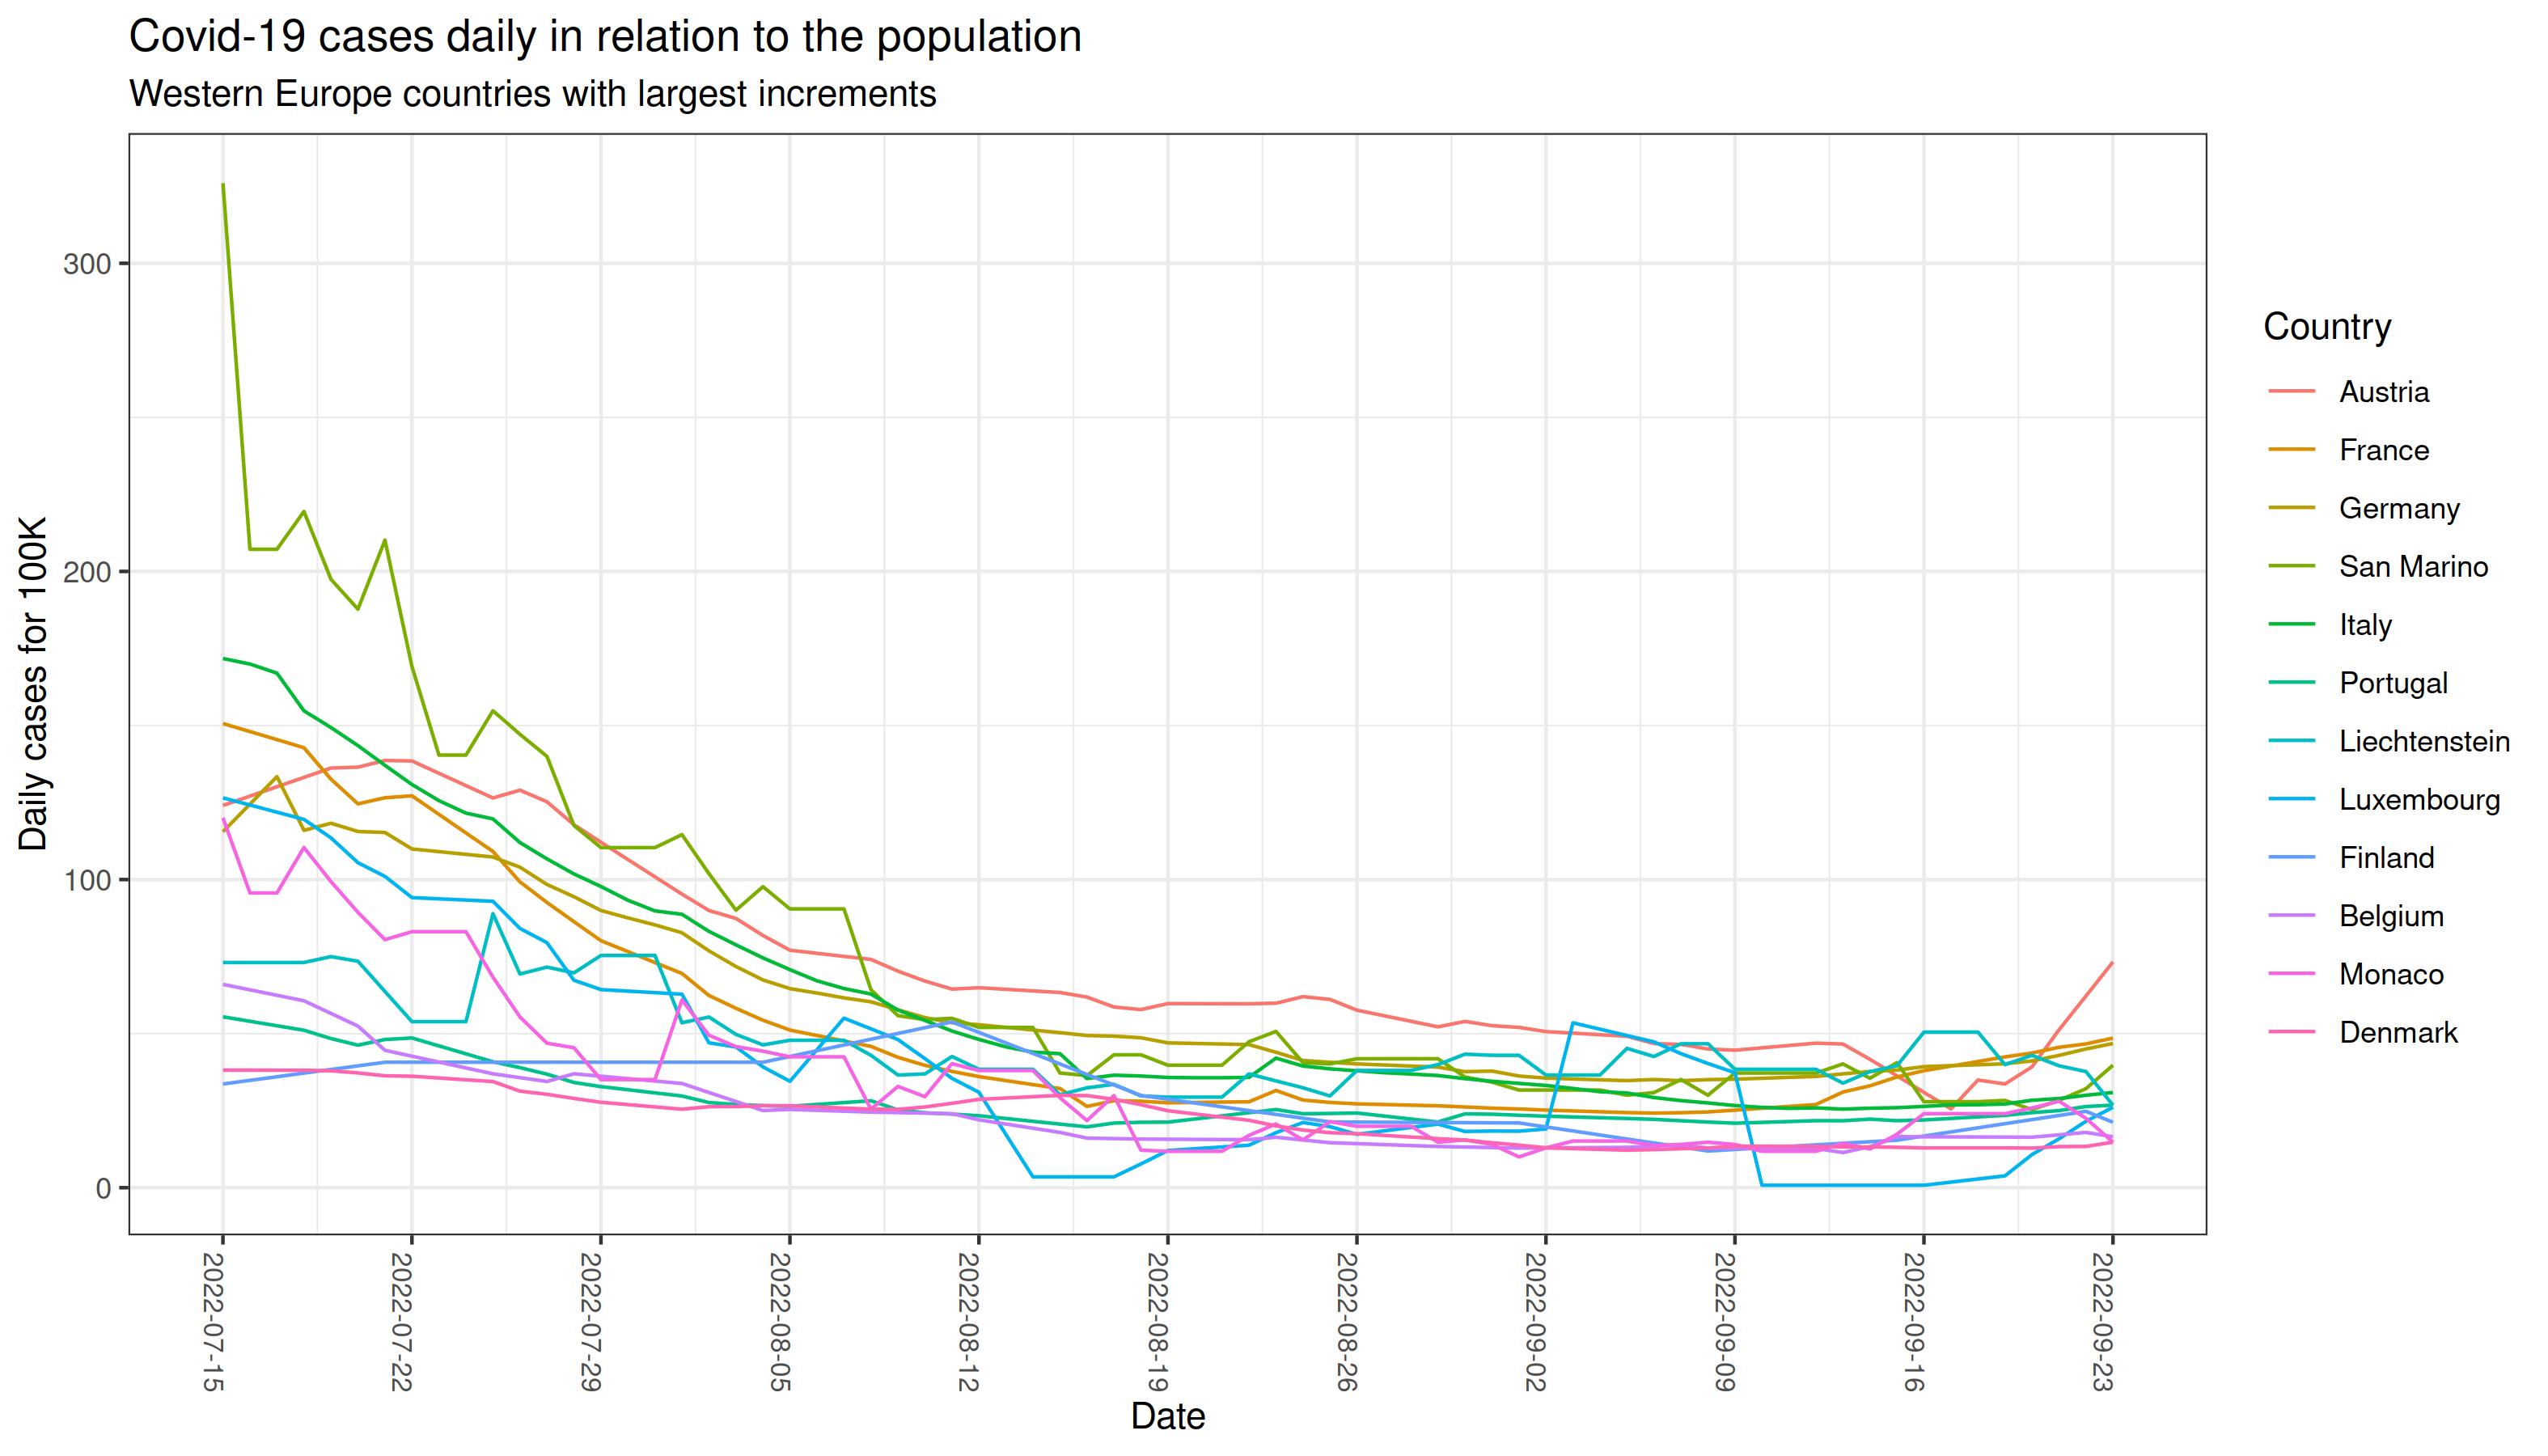 Covid-19 cases daily in relation to the population
Western Europe countries with largest increments
Daily cases for 100K
300
200
100
0
2022-07-15
2022-07-22
2022-07-29
2022-08-05
2022-08-12
2022-08-19
2022-08-26
2022-09-02
2022-09-09
2022-09-16
2022-09-23
Date
Country
Austria
France
Germany
San Marino
Italy
Portugal
Liechtenstein
Luxembourg
Finland
Belgium
Monaco
Denmark